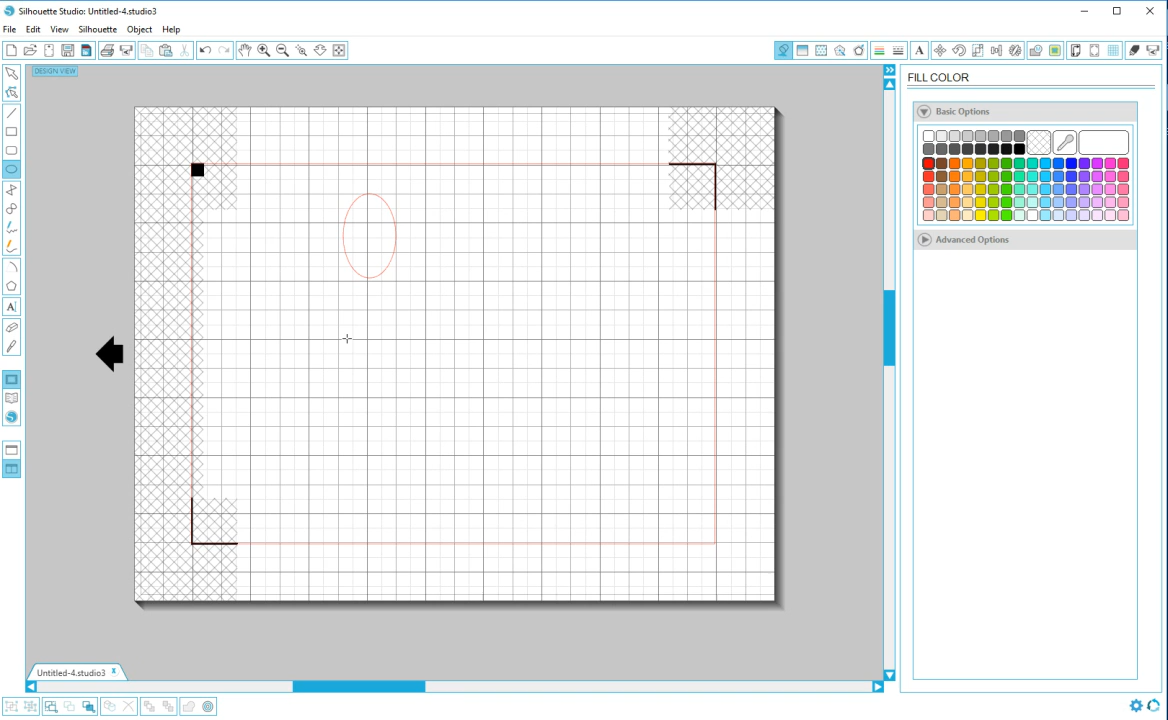 Silhouette Studio: Untitled-4.studio3
File Edit View Silhouette Object Help
DESIGN VIEW
FILL COLOR
Basic Options
Advanced Options
Untitled-4.studio3 x